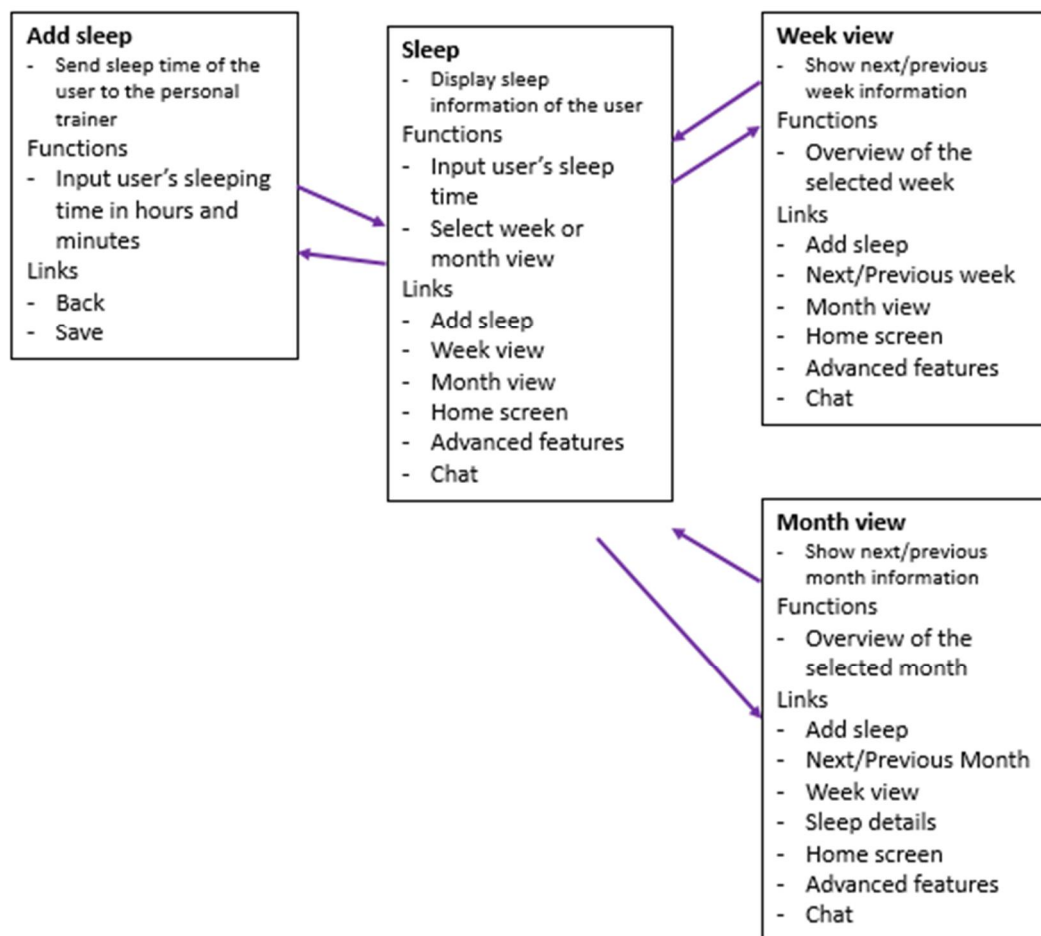 Add sleep
- Send sleep time of the
user to the personal
trainer
Functions
- Input user's sleeping
time in hours and
minutes
Links
- Back
- Save
Sleep
- Display sleep
information of the user
Functions
- Input user's sleep
time
- Select week or
month view
Links
- Add sleep
- Week view
- Month view
- Home screen
- Advanced features
- Chat
Week view
- Show next/previous
week information
Functions
- Overview of the
selected week
Links
- Add sleep
- Next/Previous week
- Month view
- Home screen
- Advanced features
- Chat
Month view
- Show next/previous
month information
Functions
- Overview of the
selected month
Links
- Add sleep
- Next/Previous Month
- Week view
- Sleep details
- Home screen
- Advanced features
- Chat